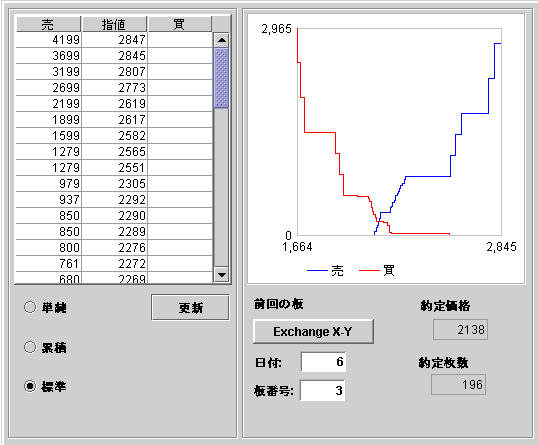 売 指値 買
4199 2847
3699 2845
3199 2807
2699 2773
2199 2619
1899 2617
1599 2582
1279 2565
1279 2551
979 2305
937 2292
850 2290
850 2289
800 2276
761 2272
680 2269
単純
更新
累積
標準
2,965
0
1,664 2,845
売 買
前回の板
Exchange X-Y
日付: 6
板番号: 3
約定価格
2138
約定枚数
196